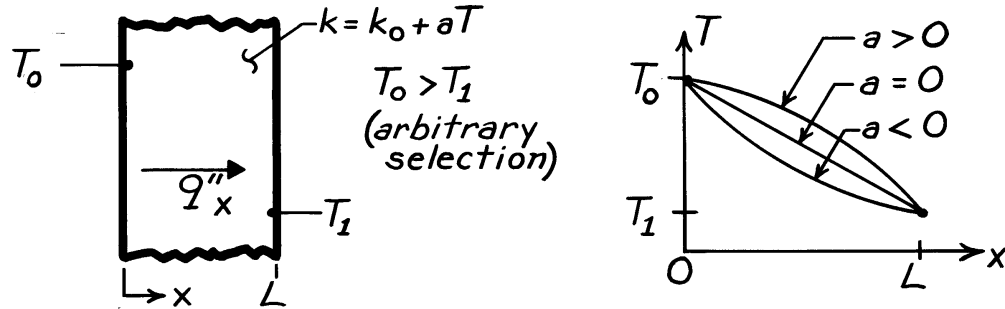 k = k₀ + aT
T₀
T₀ > T₁
(arbitrary
selection)
q″ₓ
T₁
x
L
T
T₀
a > 0
a = 0
a < 0
T₁
0
L
x